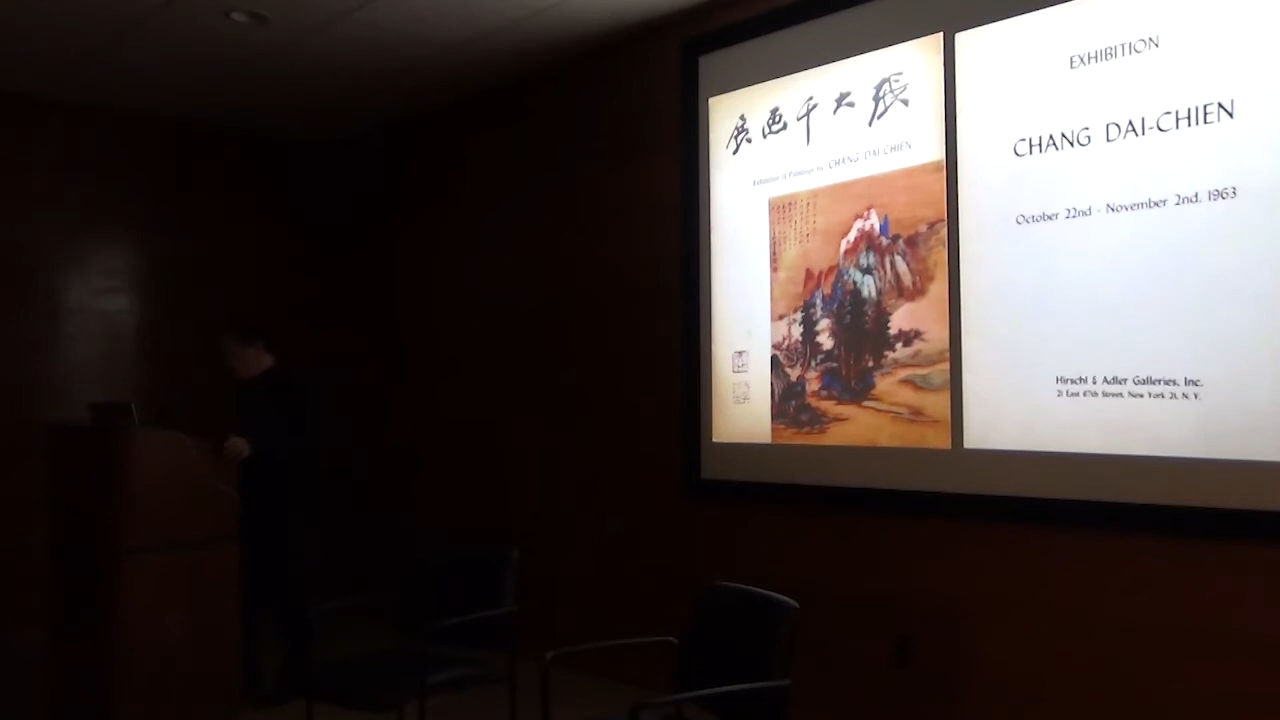 展画千大張
Exhibition of Paintings by CHANG DAI-CHIEN
EXHIBITION
CHANG DAI-CHIEN
October 22nd - November 2nd, 1963
Hirschl & Adler Galleries, Inc.
21 East 67th Street, New York 21, N. Y.